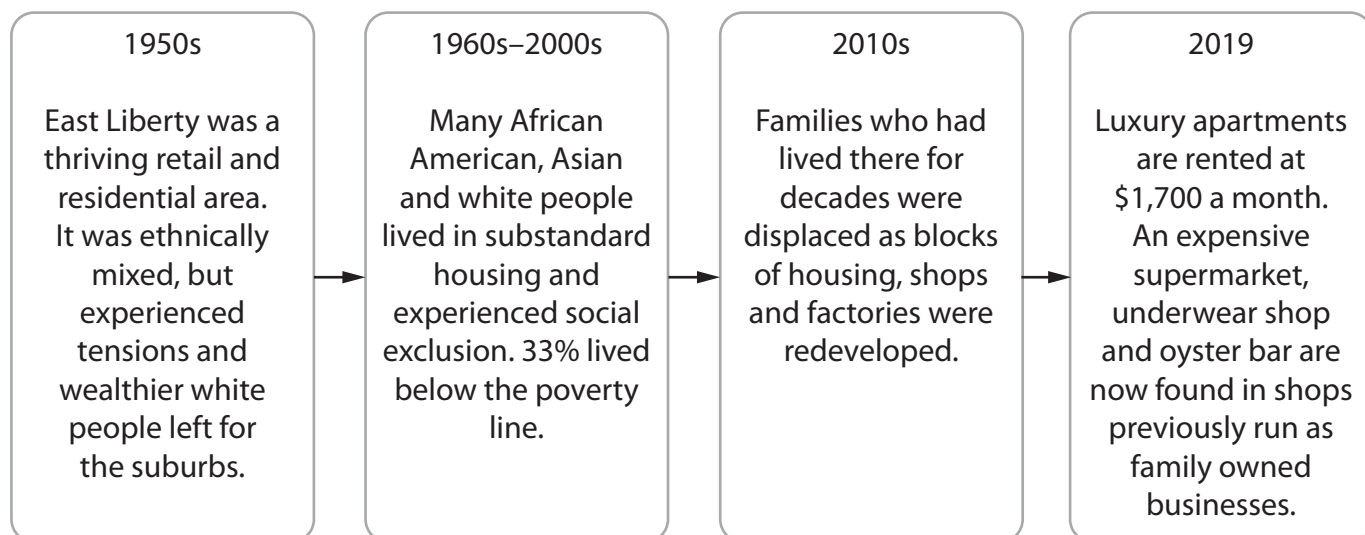 1950s
East Liberty was a
thriving retail and
residential area.
It was ethnically
mixed, but
experienced
tensions and
wealthier white
people left for
the suburbs.
1960s–2000s
Many African
American, Asian
and white people
lived in substandard
housing and
experienced social
exclusion. 33% lived
below the poverty
line.
2010s
Families who had
lived there for
decades were
displaced as blocks
of housing, shops
and factories were
redeveloped.
2019
Luxury apartments
are rented at
$1,700 a month.
An expensive
supermarket,
underwear shop
and oyster bar are
now found in shops
previously run as
family owned
businesses.